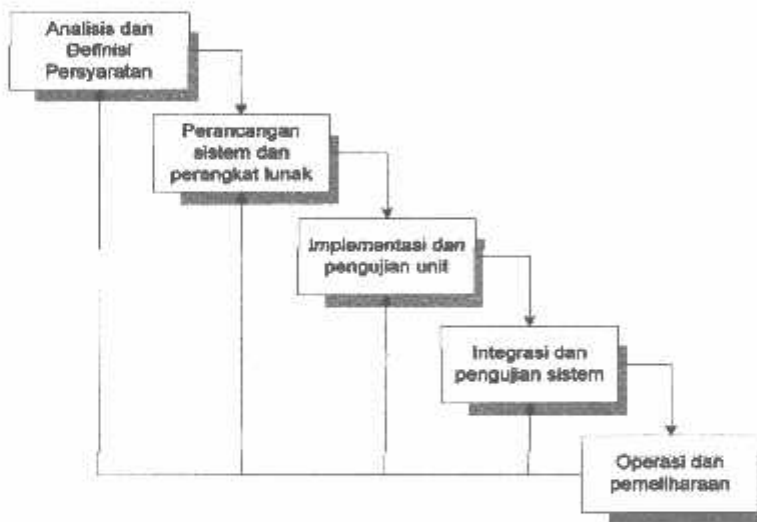 Analisis dan
Definisi
Persyaratan
Perancangan
sistem dan
perangkat lunak
Implementasi dan
pengujian unit
Integrasi dan
pengujian sistem
Operasi dan
pemeliharaan